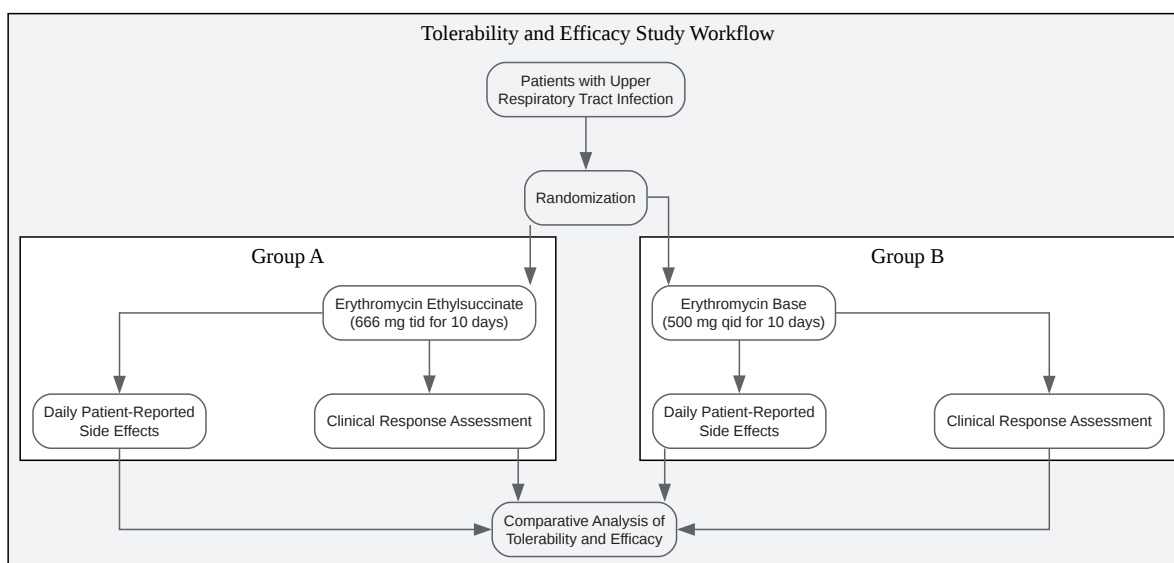 Tolerability and Efficacy Study Workflow
Patients with Upper
Respiratory Tract Infection
Randomization
Group A
Erythromycin Ethylsuccinate
(666 mg tid for 10 days)
Daily Patient-Reported
Side Effects
Clinical Response Assessment
Group B
Erythromycin Base
(500 mg qid for 10 days)
Daily Patient-Reported
Side Effects
Clinical Response Assessment
Comparative Analysis of
Tolerability and Efficacy